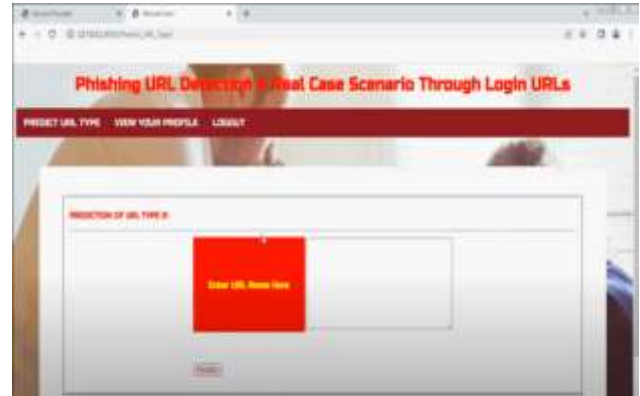 Phishing URL Detection A Real Case Scenario Through Login URLs
PREDICT URL TYPE VIEW YOUR PROFILE LOGOUT
PREDICTION OF URL TYPE !!!
Enter URL Name Here
Predict